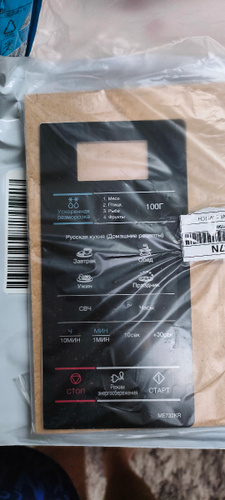 Ускоренная
разморозка
1. Мясо
2. Птица
3. Рыба
4. Фрукты
100Г
Русская кухня (Домашние рецепты)
Завтрак
Обед
Ужин
Праздник
СВЧ
Часы
Ч
10МИН
МИН
1МИН
10сек
+30сек
СТОП
Режим
энергосбережения
СТАРТ
ME732KR